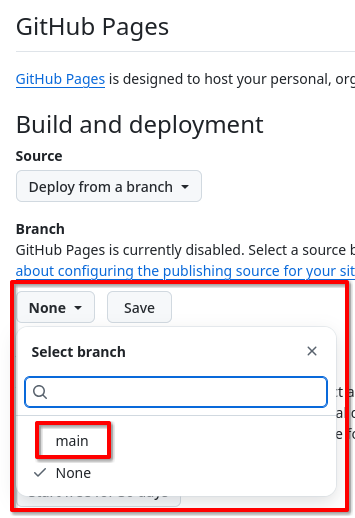 GitHub Pages
GitHub Pages is designed to host your personal, org
Build and deployment
Source
Deploy from a branch
Branch
GitHub Pages is currently disabled. Select a source b
about configuring the publishing source for your sit
None Save
Select branch
main
None